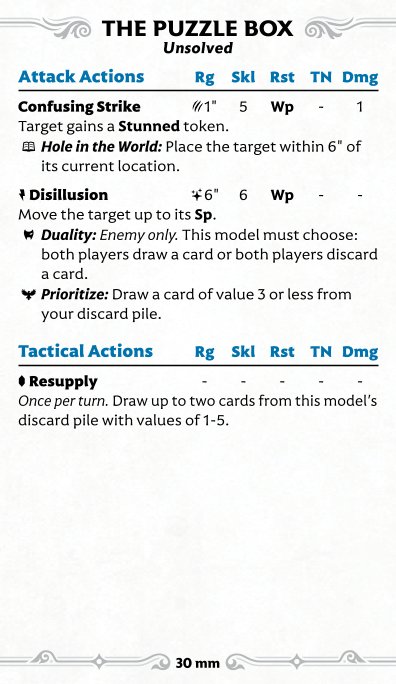 THE PUZZLE BOX
Unsolved
Attack Actions Rg Skl Rst TN Dmg
Confusing Strike 1" 5 Wp - 1
Target gains a Stunned token.
Hole in the World: Place the target within 6" of
its current location.
Disillusion 6" 6 Wp - -
Move the target up to its Sp.
Duality: Enemy only. This model must choose:
both players draw a card or both players discard
a card.
Prioritize: Draw a card of value 3 or less from
your discard pile.
Tactical Actions Rg Skl Rst TN Dmg
Resupply - - - - -
Once per turn. Draw up to two cards from this model's
discard pile with values of 1-5.
30 mm